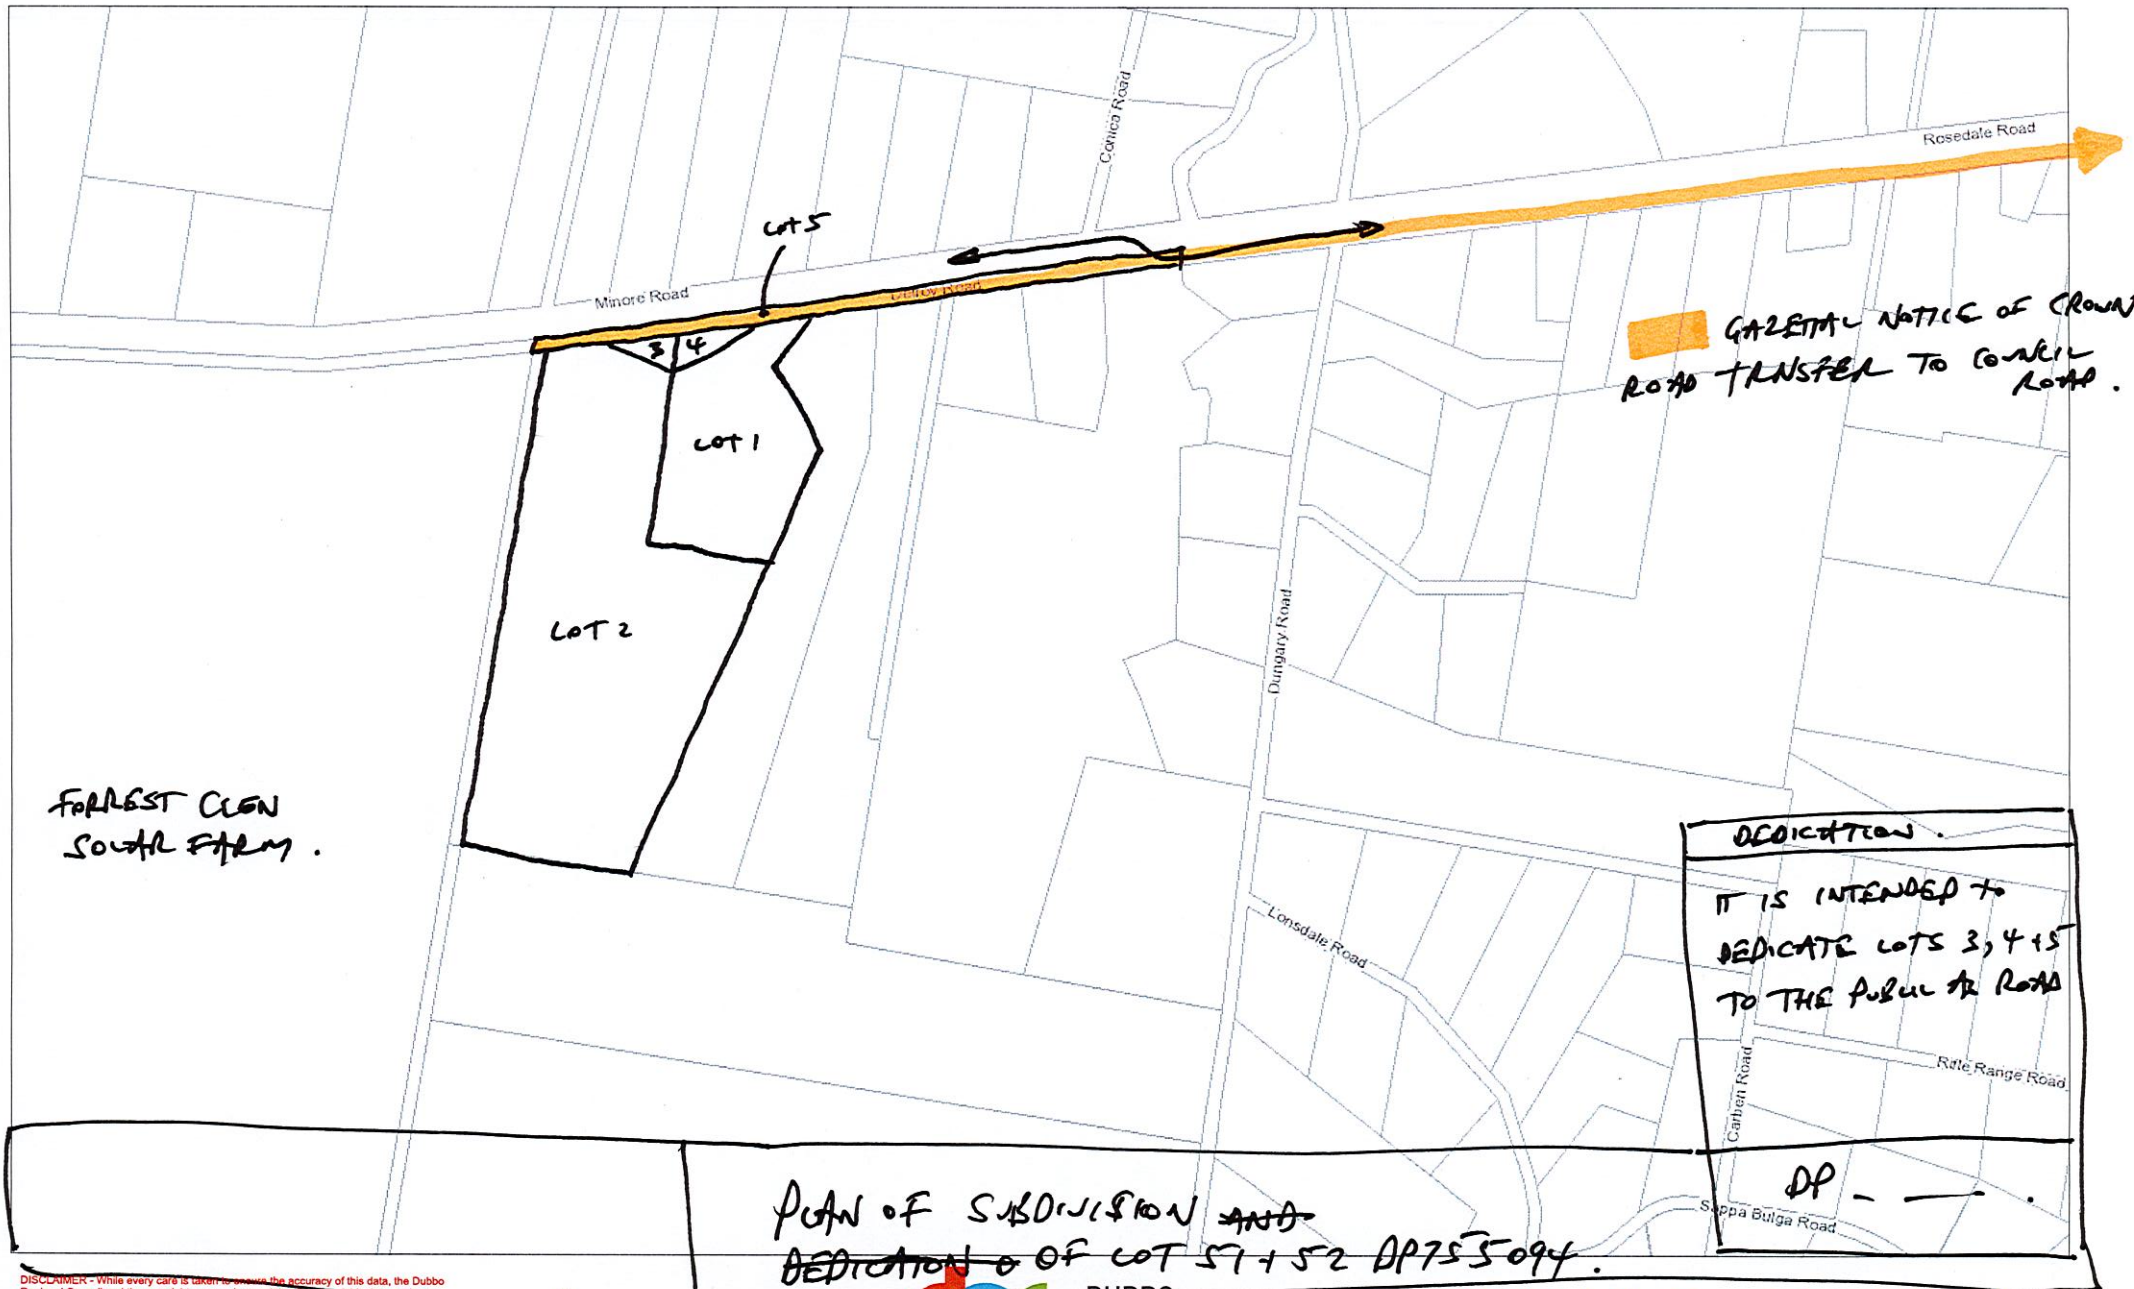 Conica Road
Rosedale Road
LOT 5
Minore Road
Delroy Road
3 4
GAZETTAL NOTICE OF CROWN
ROAD TRNSFER TO COUNCIL
ROAD.
LOT 1
LOT 2
Dungary Road
FORREST GLEN
SOLAR FARM.
DEDICATION.
IT IS INTENDED TO
DEDICATE LOTS 3, 4 +5
TO THE PUBLIC AS ROAD
Lonsdale Road
Rifle Range Road
Carben Road
DP _ _ .
Sappa Bulga Road
PLAN OF SUBDIVISION AND
DEDICATION OF LOT 51 + 52 DP755094.
DISCLAIMER - While every care is taken to ensure the accuracy of this data, the Dubbo
DUBBO